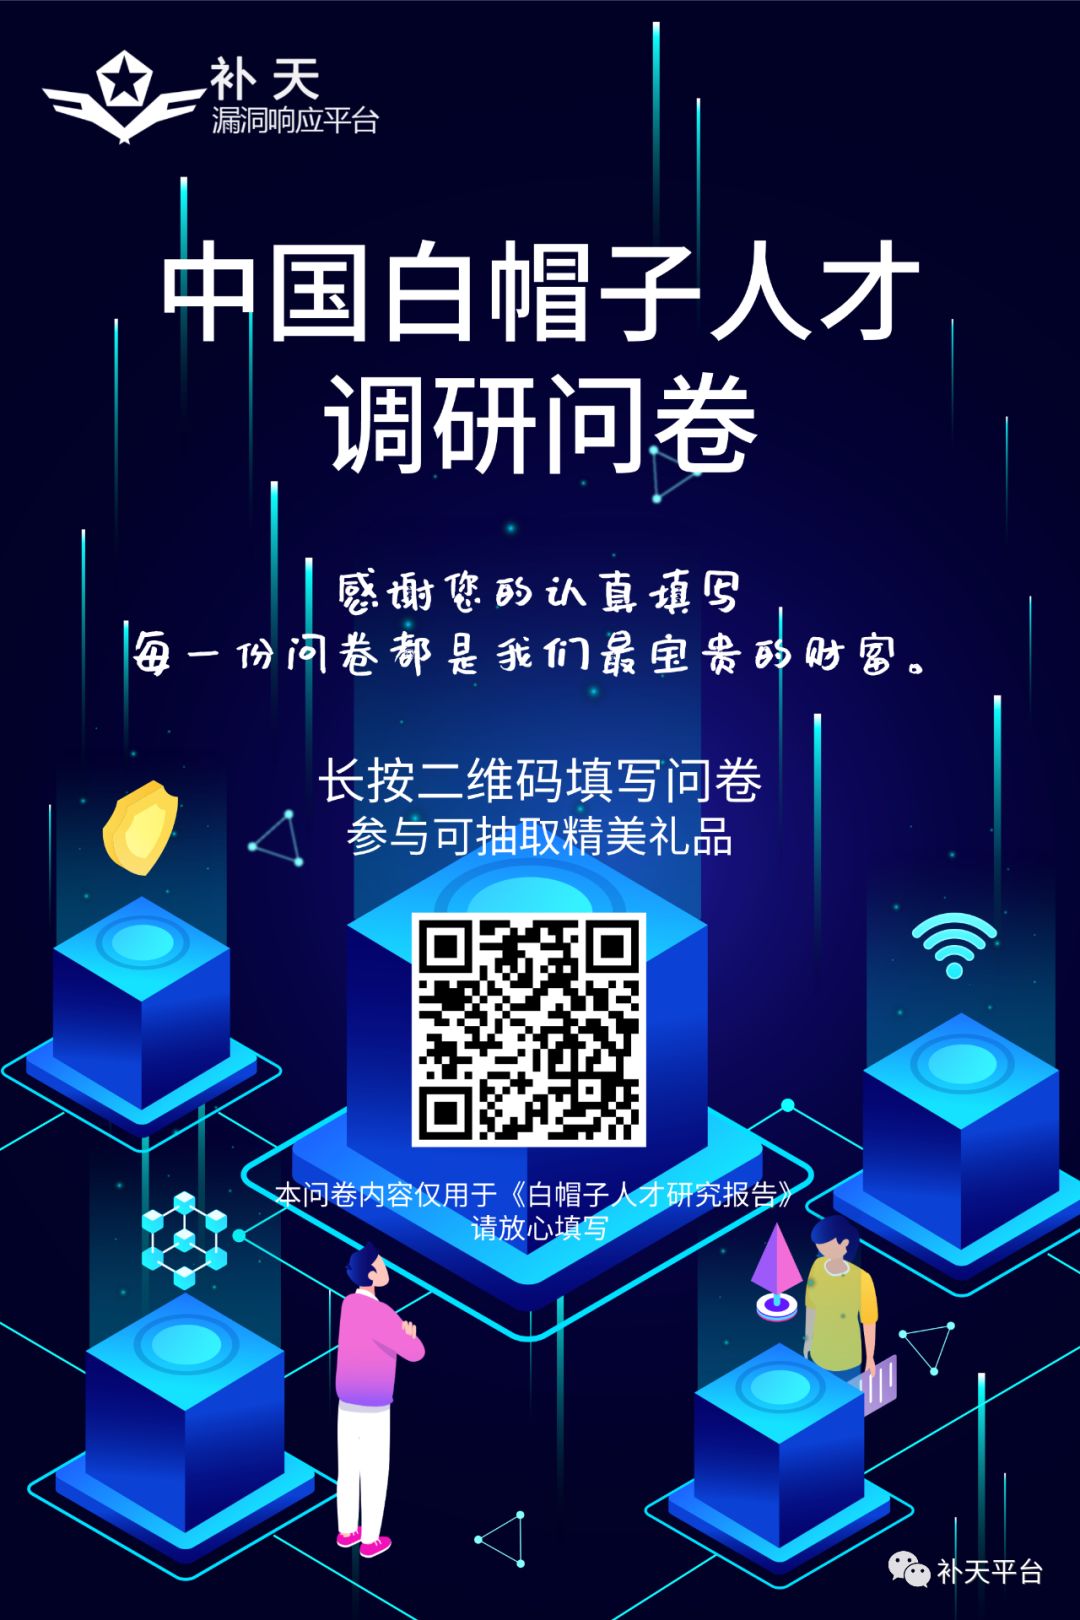 补天
漏洞响应平台
中国白帽子人才
调研问卷
感谢您的认真填写
每一份问卷都是我们最宝贵的财富。
长按二维码填写问卷
参与可抽取精美礼品
本问卷内容仅用于《白帽子人才研究报告》
请放心填写
补天平台